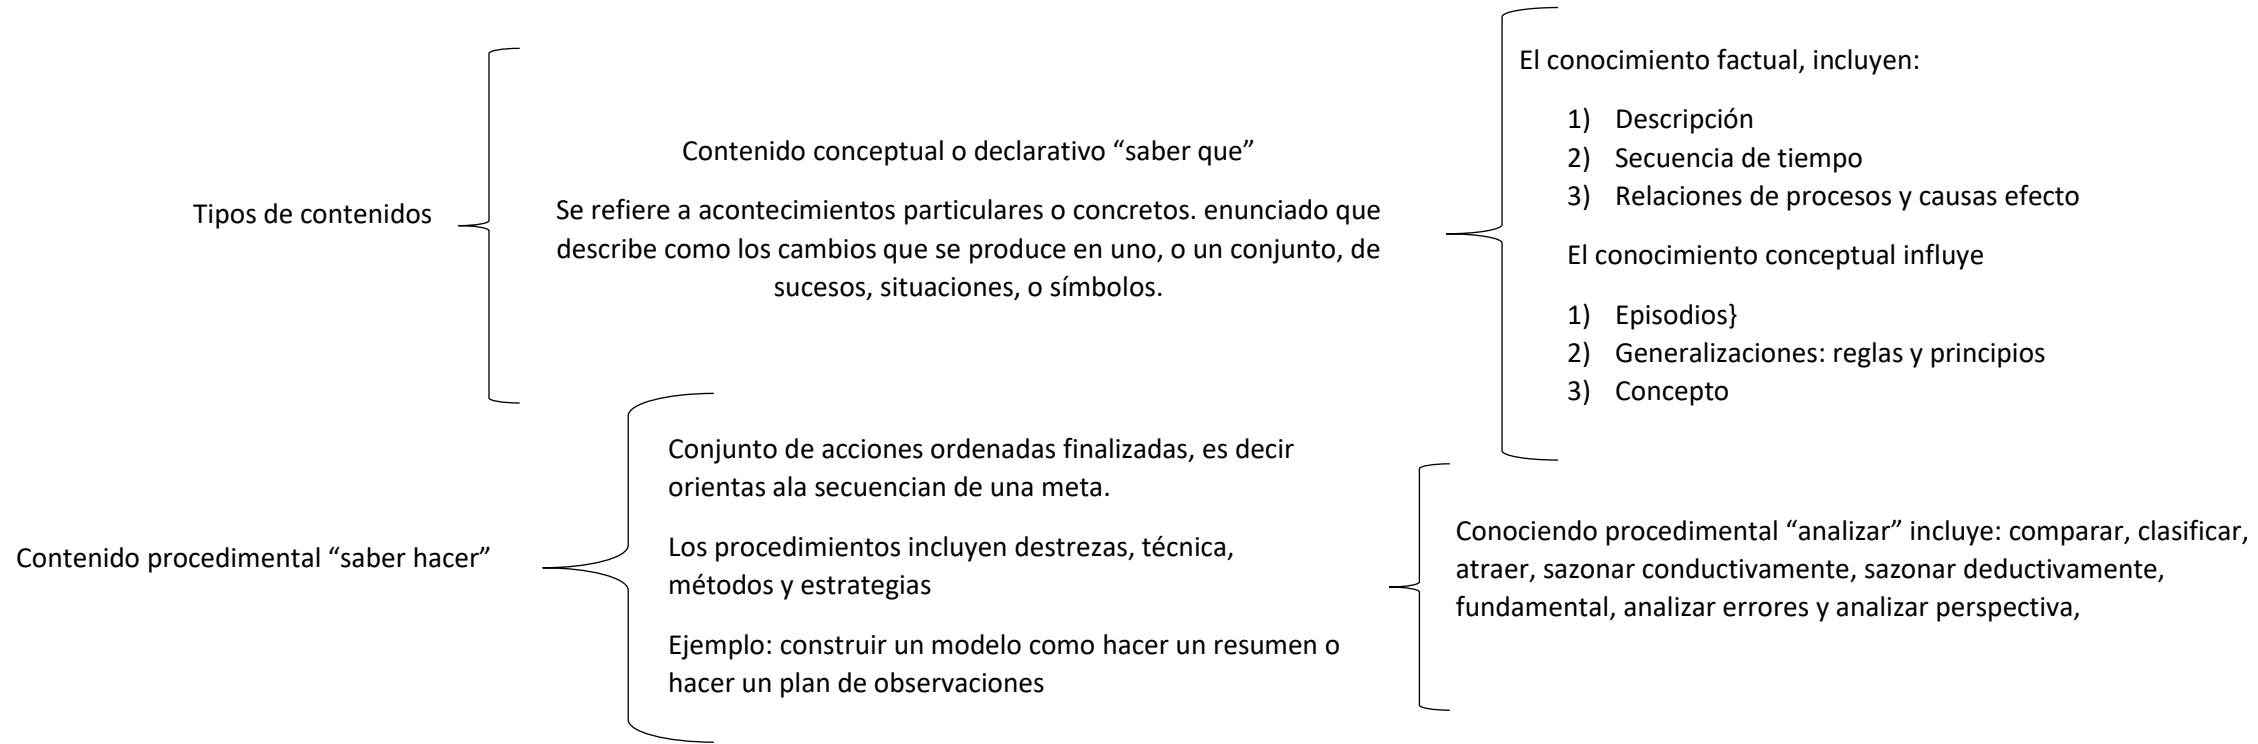 Tipos de contenidos
Contenido conceptual o declarativo “saber que”
Se refiere a acontecimientos particulares o concretos. enunciado que
describe como los cambios que se produce en uno, o un conjunto, de
sucesos, situaciones, o símbolos.
El conocimiento factual, incluyen:
1) Descripción
2) Secuencia de tiempo
3) Relaciones de procesos y causas efecto
El conocimiento conceptual influye
1) Episodios}
2) Generalizaciones: reglas y principios
3) Concepto
Contenido procedimental “saber hacer”
Conjunto de acciones ordenadas finalizadas, es decir
orientas ala secuencian de una meta.
Los procedimientos incluyen destrezas, técnica,
métodos y estrategias
Ejemplo: construir un modelo como hacer un resumen o
hacer un plan de observaciones
Conociendo procedimental “analizar” incluye: comparar, clasificar,
atraer, sazonar conductivamente, sazonar deductivamente,
fundamental, analizar errores y analizar perspectiva,